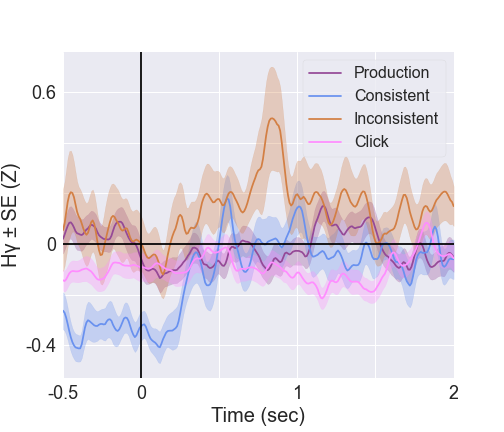 Production
Consistent
Inconsistent
Click
0.6
0
-0.4
Hγ ± SE (Z)
-0.5 0 1 2
Time (sec)